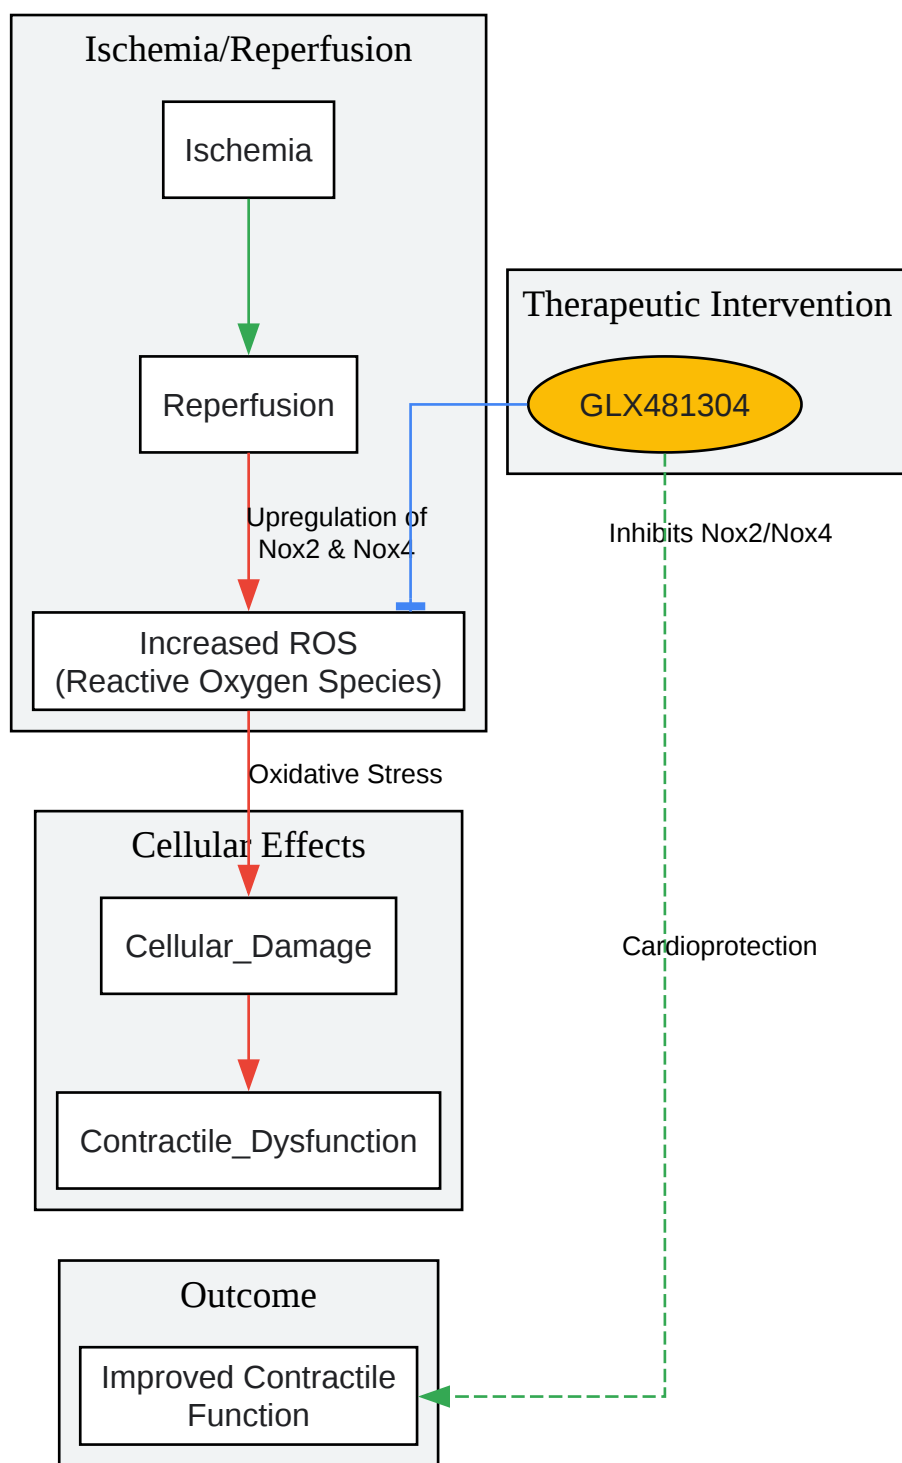 Ischemia/Reperfusion
Ischemia
Therapeutic Intervention
Reperfusion
GLX481304
Upregulation of
Nox2 & Nox4
Inhibits Nox2/Nox4
Increased ROS
(Reactive Oxygen Species)
Oxidative Stress
Cellular Effects
Cellular_Damage
Cardioprotection
Contractile_Dysfunction
Outcome
Improved Contractile
Function